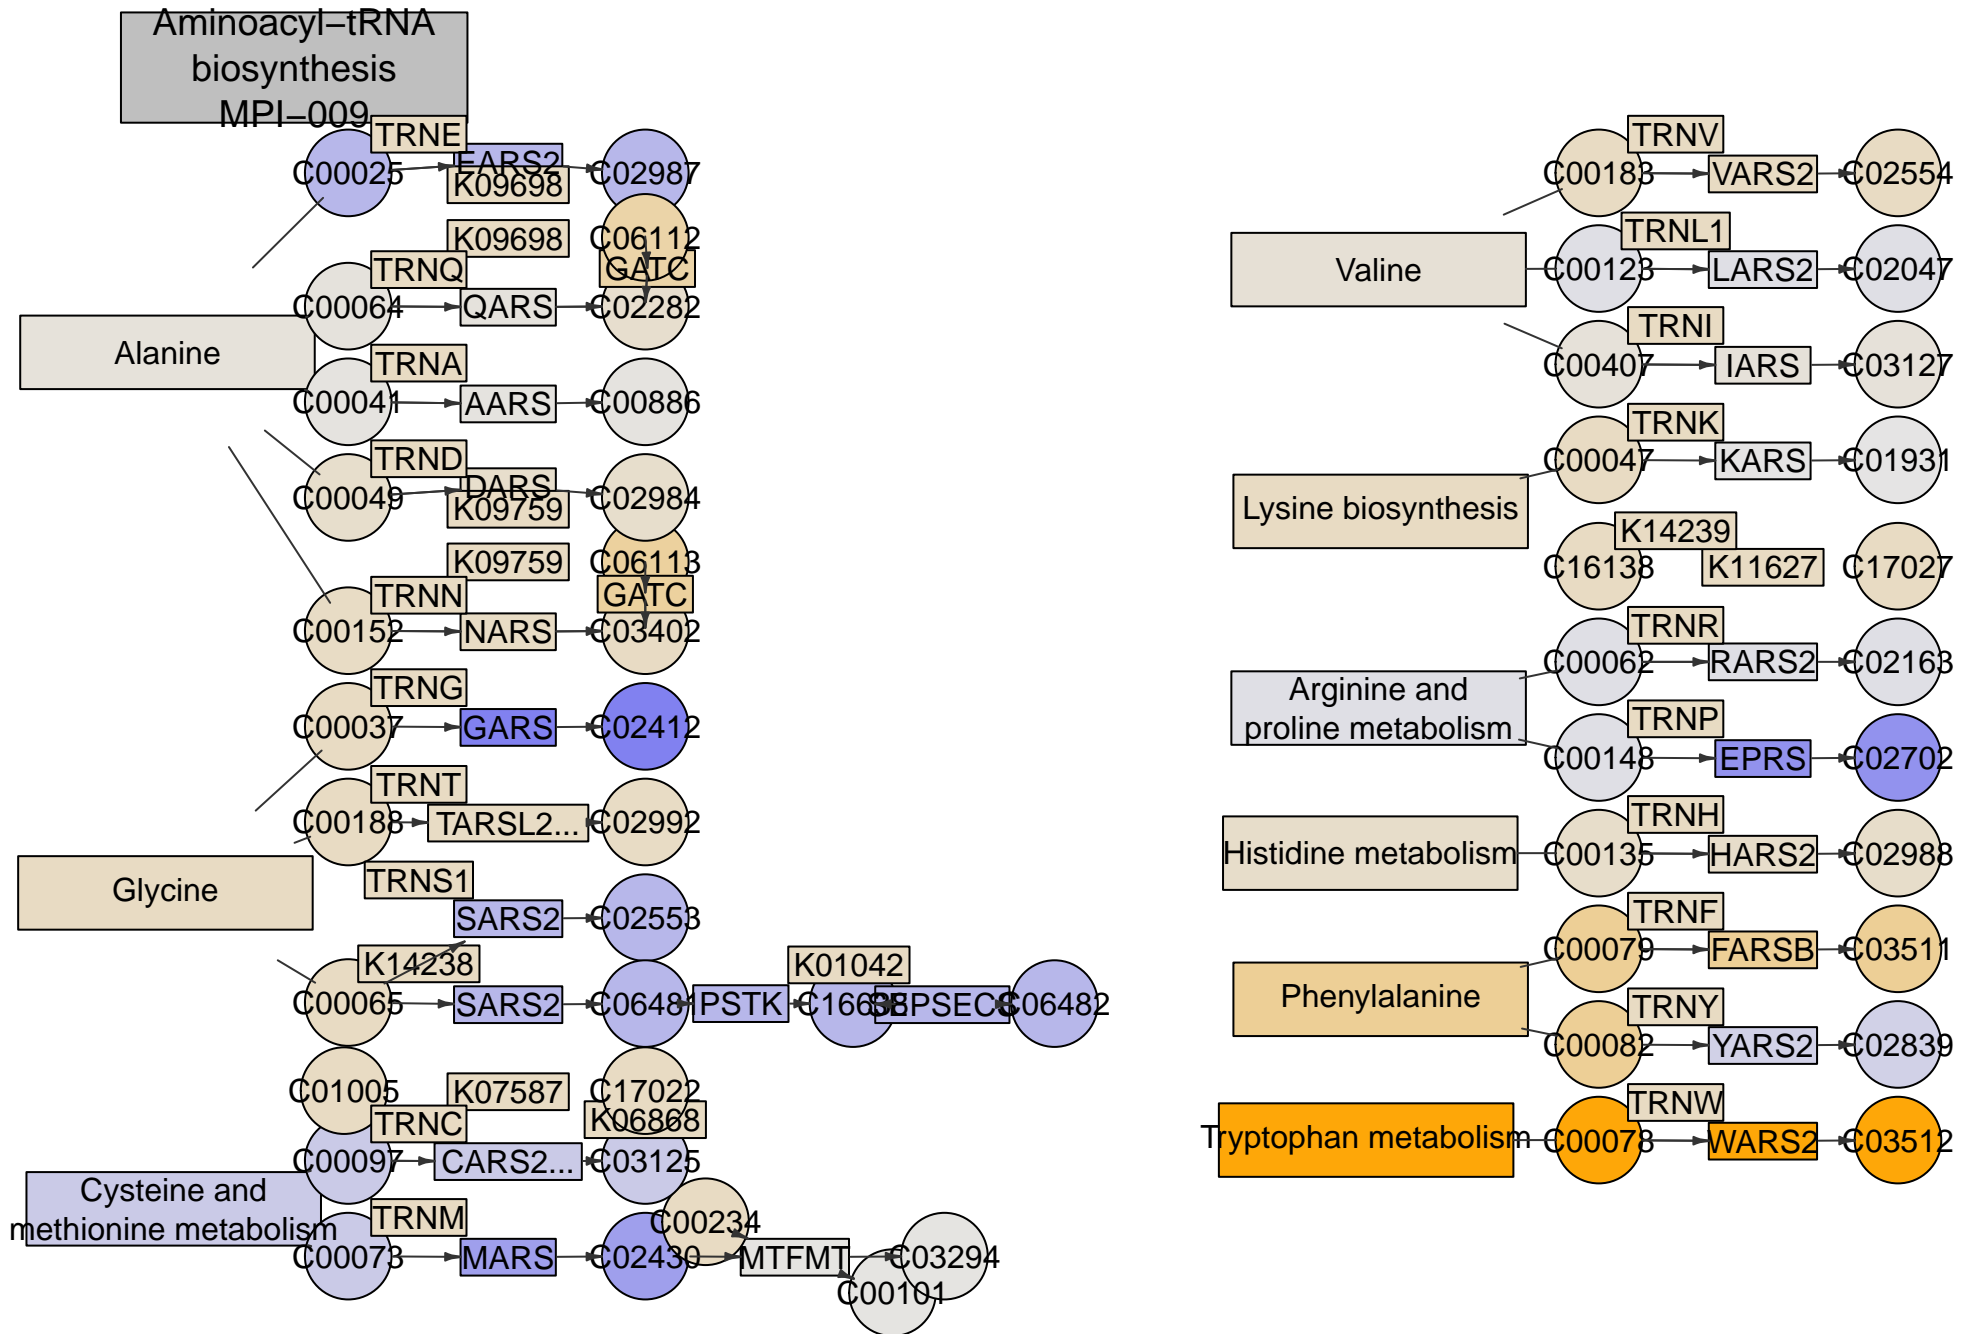 Aminoacyl−tRNA
biosynthesis
MPI−009
TRNE
C00025
EARS2
K09698
C02987
K09698
C06112
TRNQ
GATC
C00064
QARS
C02282
Alanine
TRNA
C00041
AARS
C00886
TRND
C00049
DARS
K09759
C02984
K09759
C06113
TRNN
GATC
C00152
NARS
C03402
TRNG
C00037
GARS
C02412
TRNT
C00188
TARSL2...
C02992
Glycine
TRNS1
SARS2
C02553
K14238
C00065
SARS2
C06481
PSTK
K01042
C16638
SEPSECS
C06482
C01005
K07587
C17022
TRNC
K06868
C00097
CARS2...
C03125
Cysteine and
methionine metabolism
TRNM
C00234
C00073
MARS
C02430
MTFMT
C03294
C00101
TRNV
C00183
VARS2
C02554
Valine
TRNL1
C00123
LARS2
C02047
TRNI
C00407
IARS
C03127
TRNK
C00047
KARS
C01931
Lysine biosynthesis
K14239
C16138
K11627
C17027
TRNR
C00062
RARS2
C02163
Arginine and
proline metabolism
TRNP
C00148
EPRS
C02702
TRNH
Histidine metabolism
C00135
HARS2
C02988
TRNF
C00079
FARSB
C03511
Phenylalanine
TRNY
C00082
YARS2
C02839
TRNW
Tryptophan metabolism
C00078
WARS2
C03512